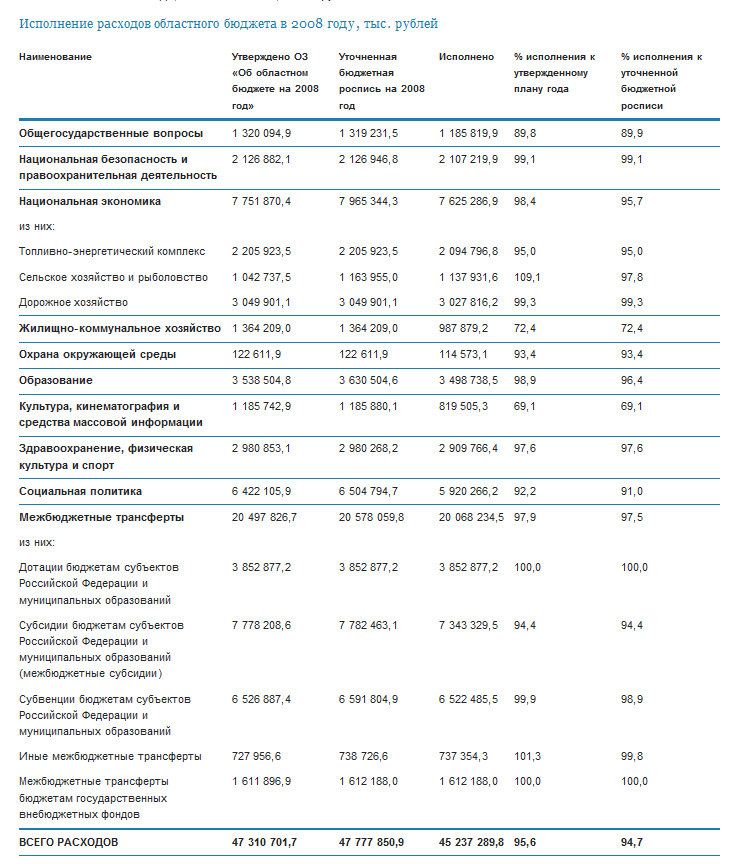 Исполнение расходов областного бюджета в 2008 году, тыс. рублей
Наименование Утверждено ОЗ «Об областном бюджете на 2008 год» Уточненная бюджетная роспись на 2008 год Исполнено % исполнения к утвержденному плану года % исполнения к уточненной бюджетной росписи
Общегосударственные вопросы 1 320 094,9 1 319 231,5 1 185 819,9 89,8 89,9
Национальная безопасность и 2 126 882,1 2 126 946,8 2 107 219,9 99,1 99,1
правоохранительная деятельность
Национальная экономика 7 751 870,4 7 965 344,3 7 625 286,9 98,4 95,7
из них:
Топливно-энергетический комплекс 2 205 923,5 2 205 923,5 2 094 796,8 95,0 95,0
Сельское хозяйство и рыболовство 1 042 737,5 1 163 955,0 1 137 931,6 109,1 97,8
Дорожное хозяйство 3 049 901,1 3 049 901,1 3 027 816,2 99,3 99,3
Жилищно-коммунальное хозяйство 1 364 209,0 1 364 209,0 987 879,2 72,4 72,4
Охрана окружающей среды 122 611,9 122 611,9 114 573,1 93,4 93,4
Образование 3 538 504,8 3 630 504,6 3 498 738,5 98,9 96,4
Культура, кинематография и 1 185 742,9 1 185 880,1 819 505,3 69,1 69,1
средства массовой информации
Здравоохранение, физическая 2 980 853,1 2 980 268,2 2 909 766,4 97,6 97,6
культура и спорт
Социальная политика 6 422 105,9 6 504 794,7 5 920 266,2 92,2 91,0
Межбюджетные трансферты 20 497 826,7 20 578 059,8 20 068 234,5 97,9 97,5
из них:
Дотации бюджетам субъектов 3 852 877,2 3 852 877,2 3 852 877,2 100,0 100,0
Российской Федерации и
муниципальных образований
Субсидии бюджетам субъектов 7 778 208,6 7 782 463,1 7 343 329,5 94,4 94,4
Российской Федерации и
муниципальных образований
(межбюджетные субсидии)
Субвенции бюджетам субъектов 6 526 887,4 6 591 804,9 6 522 485,5 99,9 98,9
Российской Федерации и
муниципальных образований
Иные межбюджетные трансферты 727 956,6 738 726,6 737 354,3 101,3 99,8
Межбюджетные трансферты 1 611 896,9 1 612 188,0 1 612 188,0 100,0 100,0
бюджетам государственных
внебюджетных фондов
ВСЕГО РАСХОДОВ 47 310 701,7 47 777 850,9 45 237 289,8 95,6 94,7